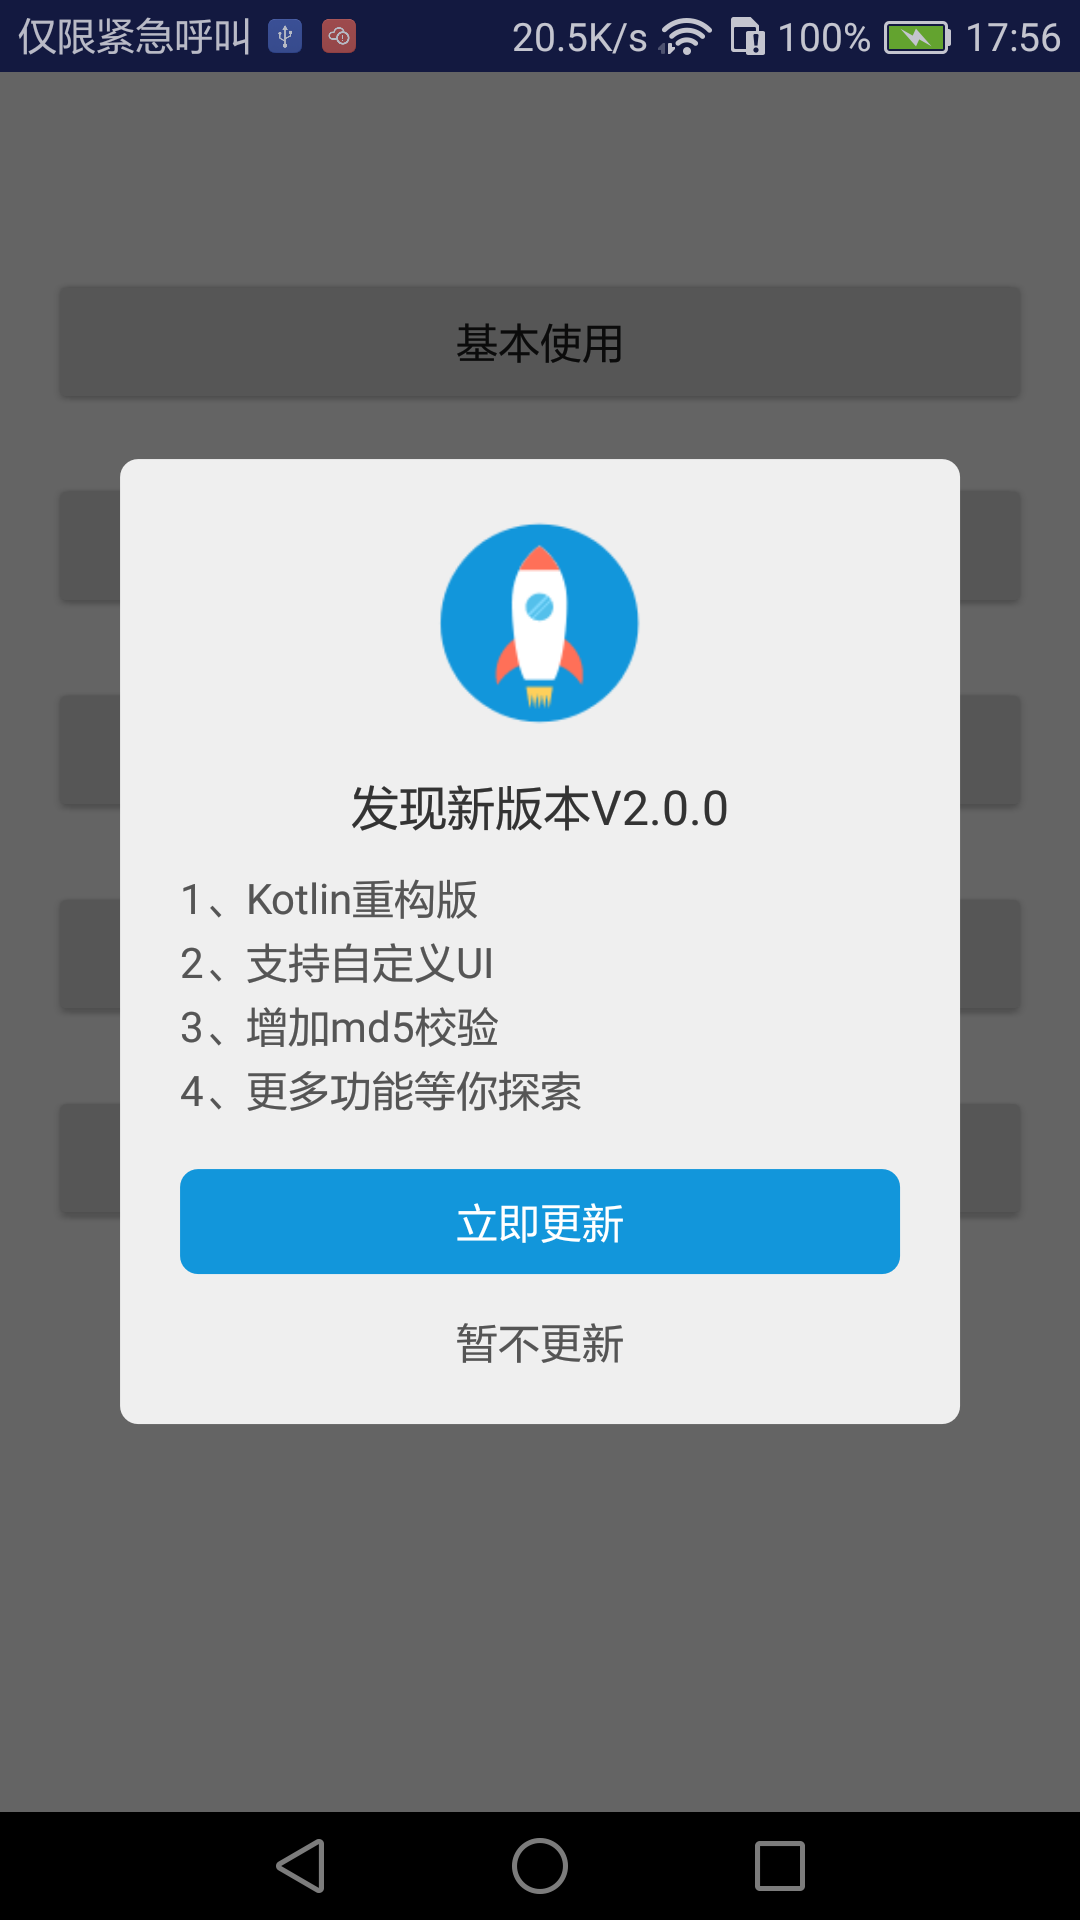 仅限紧急呼叫 20.5K/s 100% 17:56
基本使用
发现新版本V2.0.0
1、Kotlin重构版
2、支持自定义UI
3、增加md5校验
4、更多功能等你探索
立即更新
暂不更新